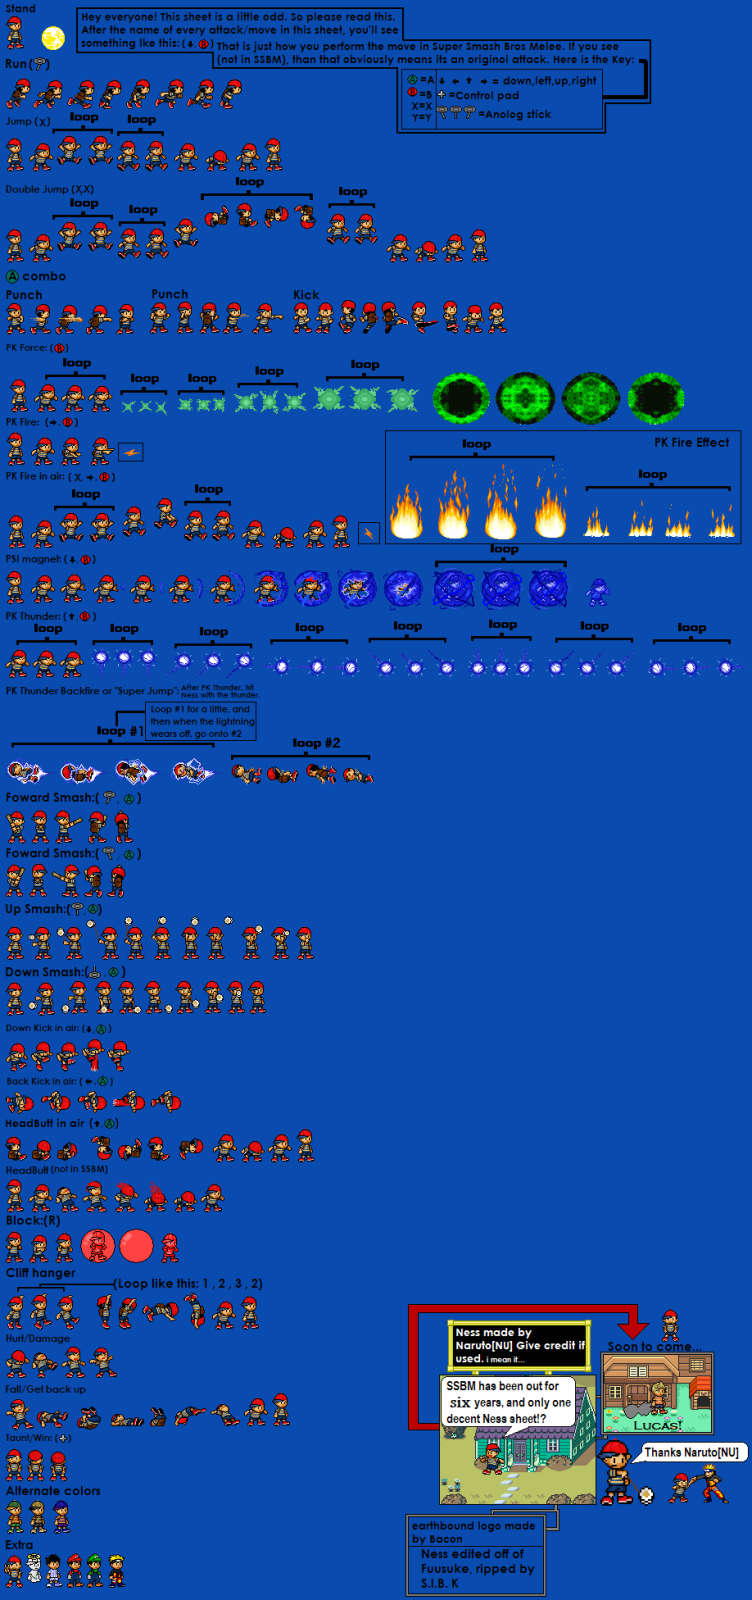 Stand
Hey everyone! This sheet is a little odd. So please read this.
After the name of every attack/move in this sheet, you'll see
something lke this: (↓, B)
That is just how you perform the move in Super Smash Bros Melee. If you see
(not in SSBM), than that obviously means its an originol attack. Here is the Key:
A =A ↓ ← ↑ → = down,left,up,right
B =B =Control pad
X=X
Y=Y
=Anolog stick
Run ( )
Jump (X)
loop
loop
Double Jump (X,X)
loop
loop
loop
loop
A combo
Punch
Punch
Kick
PK Force: (B)
loop
loop
loop
loop
loop
PK Fire: (→, B)
PK Fire Effect
loop
loop
PK Fire in air: (X, →, B)
loop
loop
PSI magnet: (↓, B)
loop
PK Thunder: (↑, B)
loop
loop
loop
loop
loop
loop
loop
loop
PK Thunder Backfire or "Super Jump": After PK Thunder, hit
Ness with the thunder.
Loop #1 for a little, and
then when the lightning
wears off, go onto #2
loop #1
loop #2
Foward Smash:( , A)
Foward Smash:( , A)
Up Smash:( , A)
Down Smash:( , A)
Down Kick in air: (↓, A)
Back Kick in air: (←, A)
HeadButt in air (↑, A)
HeadButt (not in SSBM)
Block:(R)
Cliff hanger
(Loop like this: 1 , 2 , 3 , 2)
Hurt/Damage
Fall/Get back up
Taunt/Win: ( )
Alternate colors
Extra
Ness made by
Naruto[NU] Give credit if
used. i mean it...
SSBM has been out for
six years, and only one
decent Ness sheet!?
Soon to come...
LUCAS!
Thanks Naruto[NU]
earthbound logo made
by Bacon
Ness edited off of
Fuusuke, ripped by
S.I.B. K